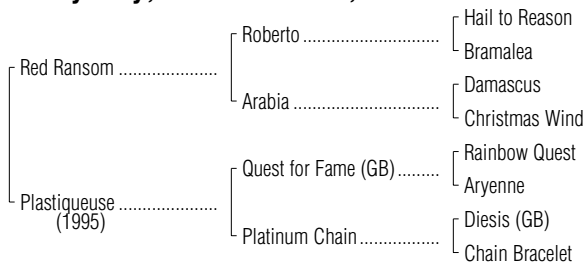 Hail to Reason
Roberto
Bramalea
Red Ransom
Damascus
Arabia
Christmas Wind
Rainbow Quest
Quest for Fame (GB)
Aryenne
Plastiqueuse
(1995)
Diesis (GB)
Platinum Chain
Chain Bracelet